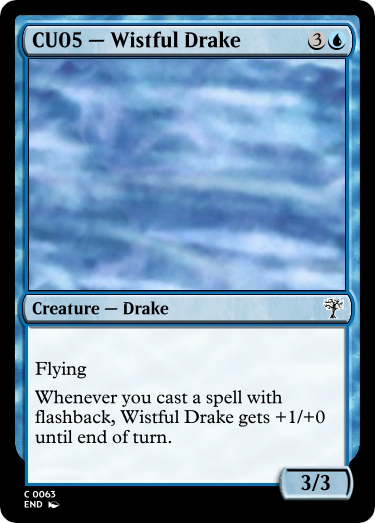 CU05 — Wistful Drake 3
Creature — Drake
Flying
Whenever you cast a spell with
flashback, Wistful Drake gets +1/+0
until end of turn.
3/3
C 0063
END